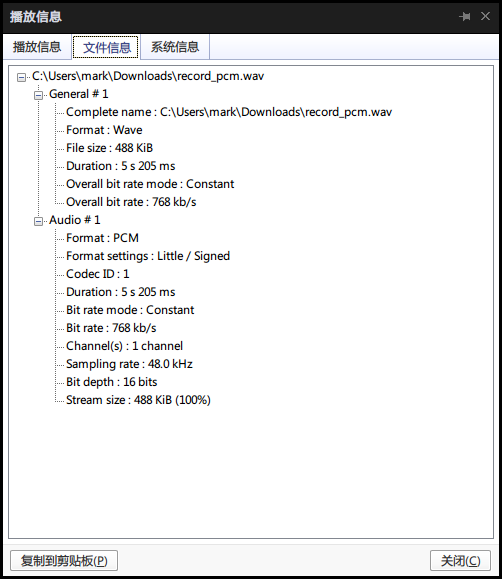 播放信息
播放信息 文件信息 系统信息
C:\Users\mark\Downloads\record_pcm.wav
General # 1
Complete name : C:\Users\mark\Downloads\record_pcm.wav
Format : Wave
File size : 488 KiB
Duration : 5 s 205 ms
Overall bit rate mode : Constant
Overall bit rate : 768 kb/s
Audio # 1
Format : PCM
Format settings : Little / Signed
Codec ID : 1
Duration : 5 s 205 ms
Bit rate mode : Constant
Bit rate : 768 kb/s
Channel(s) : 1 channel
Sampling rate : 48.0 kHz
Bit depth : 16 bits
Stream size : 488 KiB (100%)
复制到剪贴板(P) 关闭(C)